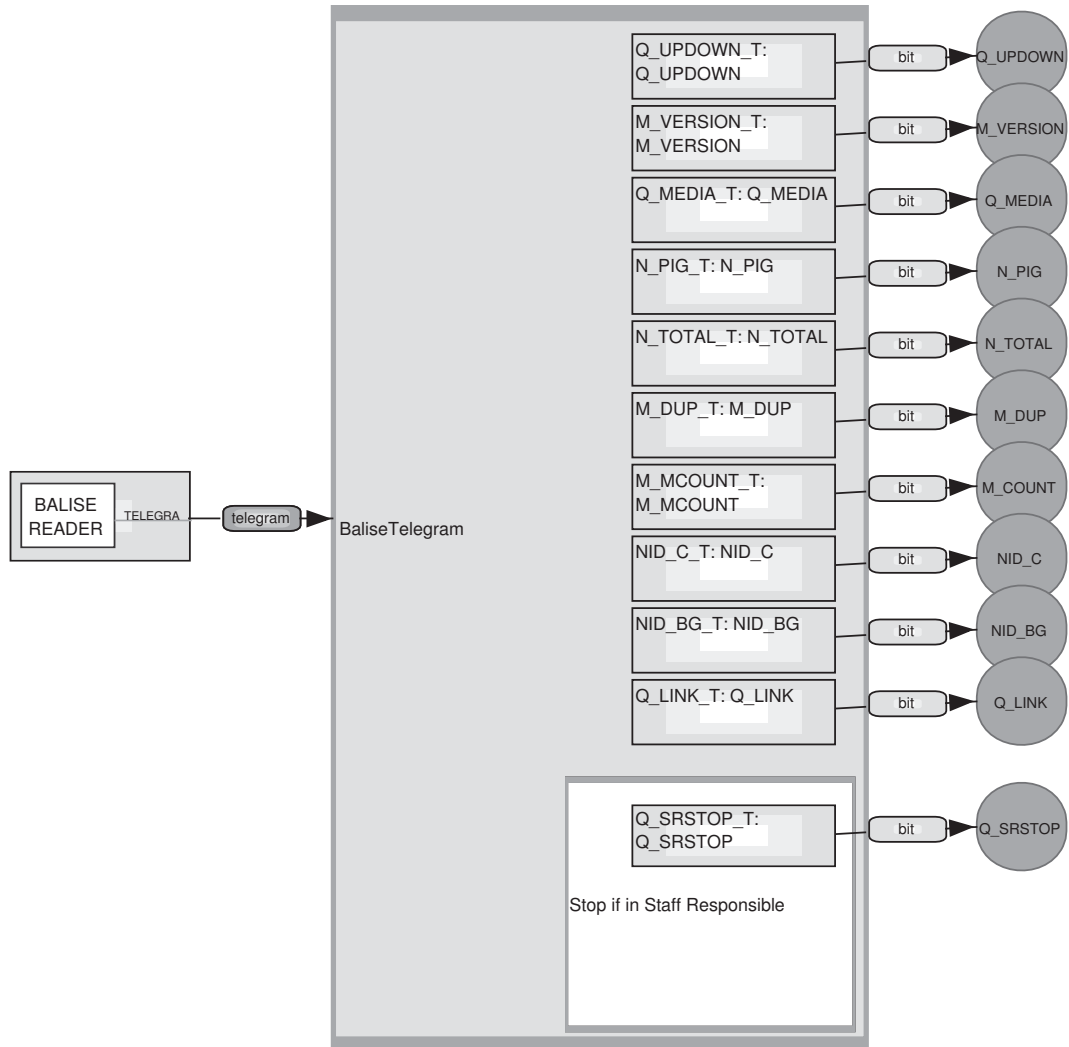 Q_UPDOWN_T:
Q_UPDOWN
bit
Q_UPDOWN
M_VERSION_T:
M_VERSION
bit
M_VERSION
Q_MEDIA_T: Q_MEDIA
bit
Q_MEDIA
N_PIG_T: N_PIG
bit
N_PIG
N_TOTAL_T: N_TOTAL
bit
N_TOTAL
M_DUP_T: M_DUP
bit
M_DUP
M_MCOUNT_T:
M_MCOUNT
bit
M_COUNT
BALISE
READER
TELEGRA
telegram
BaliseTelegram
NID_C_T: NID_C
bit
NID_C
NID_BG_T: NID_BG
bit
NID_BG
Q_LINK_T: Q_LINK
bit
Q_LINK
Q_SRSTOP_T:
Q_SRSTOP
bit
Q_SRSTOP
Stop if in Staff Responsible